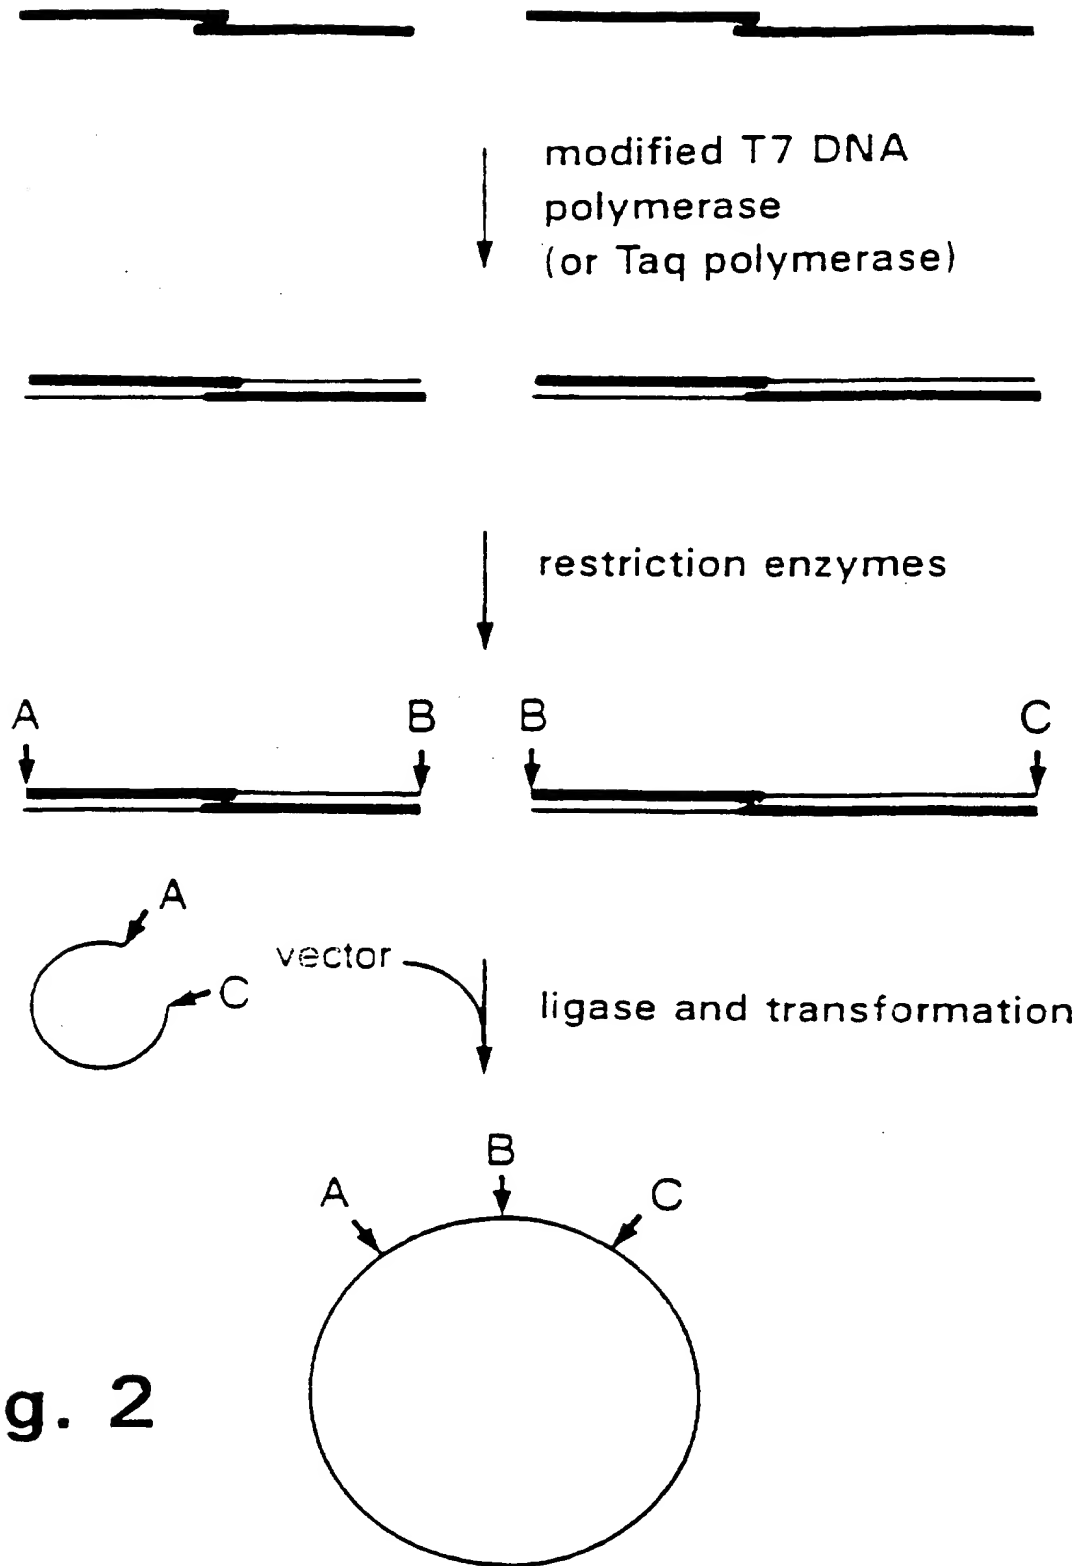 modified T7 DNA
polymerase
(or Taq polymerase)
restriction enzymes
A B B C
A
vector
C
ligase and transformation
B
A C
g. 2